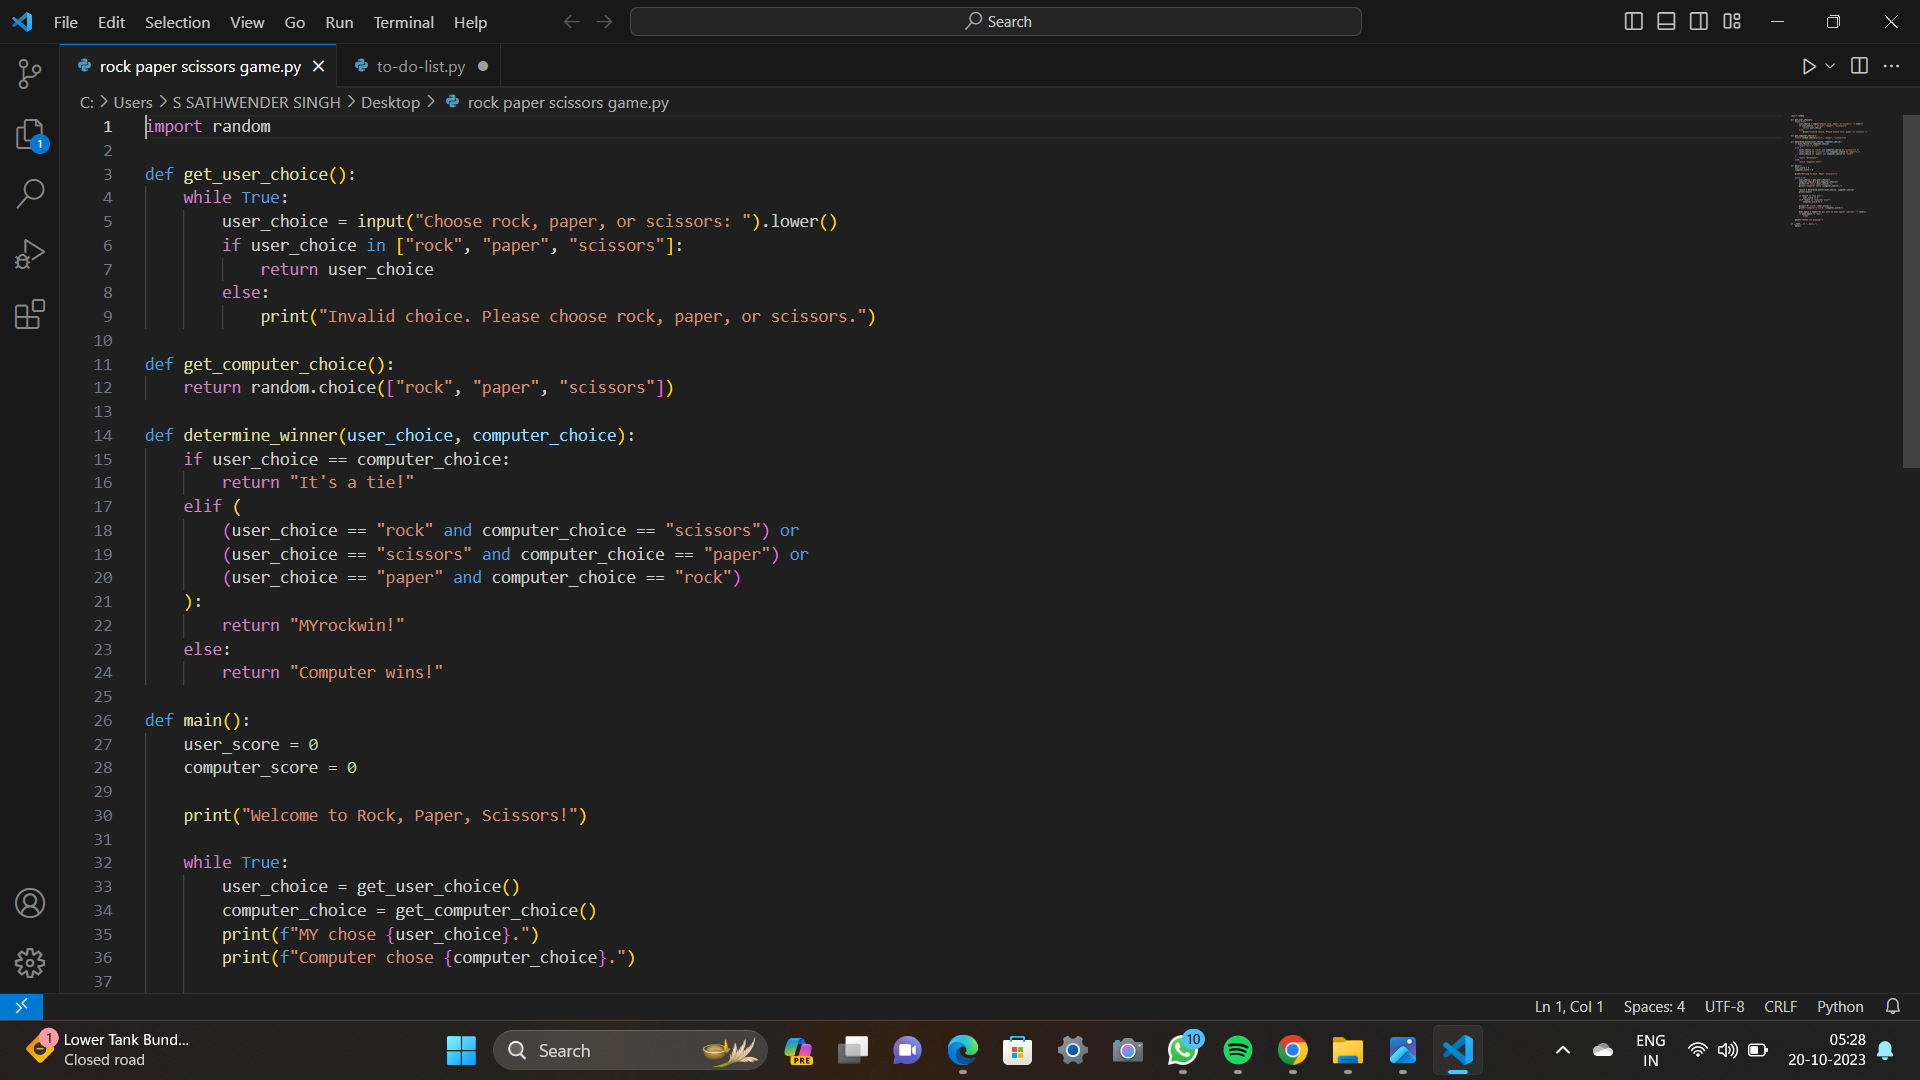 File Edit Selection View Go Run Terminal Help Search
rock paper scissors game.py to-do-list.py
C: Users S SATHWENDER SINGH Desktop rock paper scissors game.py
1 import random
2
3 def get_user_choice():
4 while True:
5 user_choice = input("Choose rock, paper, or scissors: ").lower()
6 if user_choice in ["rock", "paper", "scissors"]:
7 return user_choice
8 else:
9 print("Invalid choice. Please choose rock, paper, or scissors.")
10
11 def get_computer_choice():
12 return random.choice(["rock", "paper", "scissors"])
13
14 def determine_winner(user_choice, computer_choice):
15 if user_choice == computer_choice:
16 return "It's a tie!"
17 elif (
18 (user_choice == "rock" and computer_choice == "scissors") or
19 (user_choice == "scissors" and computer_choice == "paper") or
20 (user_choice == "paper" and computer_choice == "rock")
21 ):
22 return "MYrockwin!"
23 else:
24 return "Computer wins!"
25
26 def main():
27 user_score = 0
28 computer_score = 0
29
30 print("Welcome to Rock, Paper, Scissors!")
31
32 while True:
33 user_choice = get_user_choice()
34 computer_choice = get_computer_choice()
35 print(f"MY chose {user_choice}.")
36 print(f"Computer chose {computer_choice}.")
37
1
Ln 1, Col 1 Spaces: 4 UTF-8 CRLF Python
1 Lower Tank Bund...
Closed road
Search
PRE
10
ENG
IN
05:28
20-10-2023